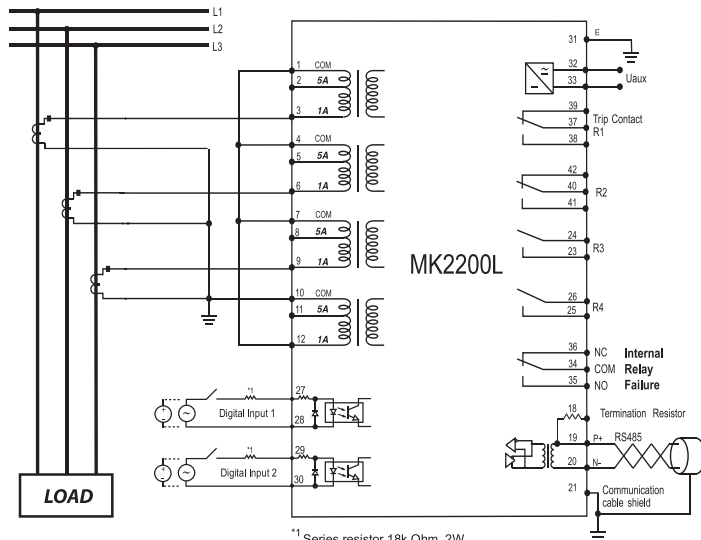 L1
L2
L3
1 COM
2 5A
3 1A
4 COM
5 5A
6 1A
7 COM
8 5A
9 1A
10 COM
11 5A
12 1A
*1
27
Digital Input 1
28
*1
29
Digital Input 2
30
LOAD
MK2200L
31 E
32
33
Uaux
39
37
38
Trip Contact
R1
42
40
41
R2
24
23
R3
26
25
R4
36 NC Internal
34 COM Relay
35 NO Failure
18
Termination Resistor
19 P+ RS485
20 N-
21
Communication
cable shield
*1 Series resistor 18k Ohm, 2W